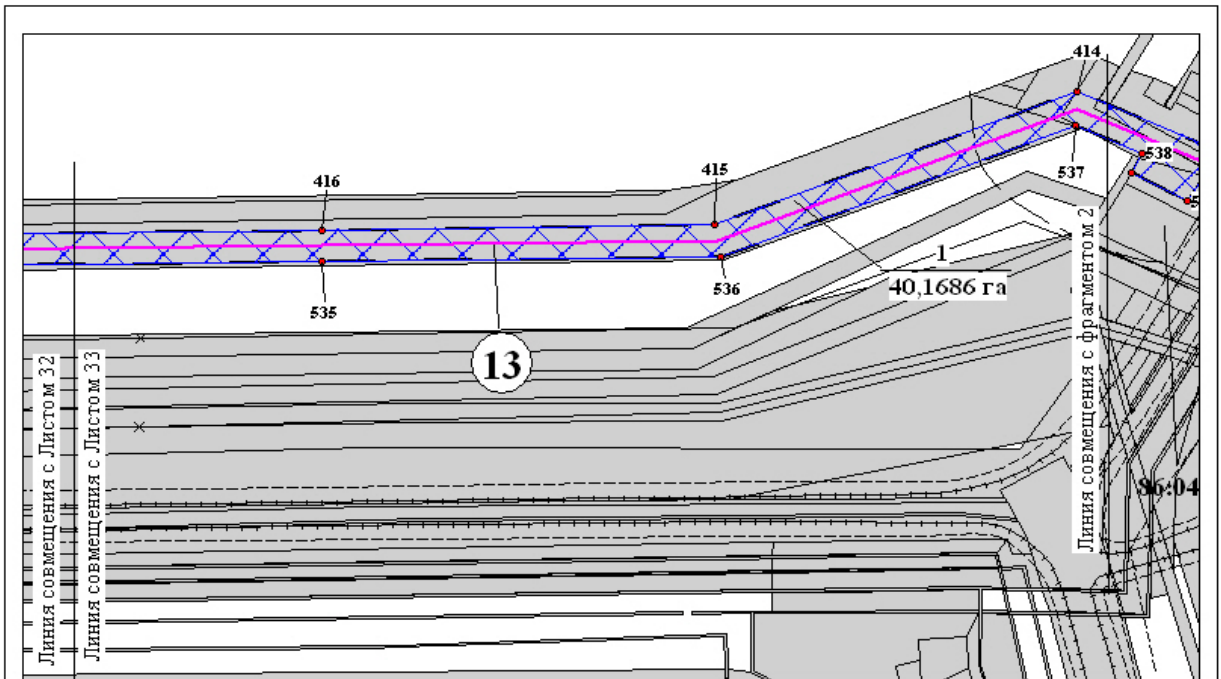 414
538
537
415
416
1
40,1686 га
536
535
13
Линия совмещения с Листом 32
Линия совмещения с Листом 33
Линия совмещения с фрагментом 2
86:04